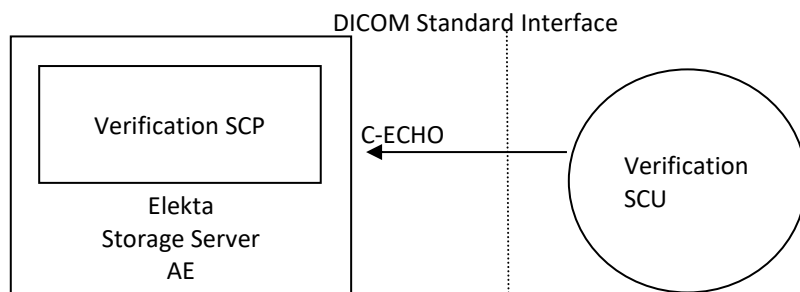 DICOM Standard Interface
Verification SCP
C-ECHO
Verification
SCU
Elekta
Storage Server
AE